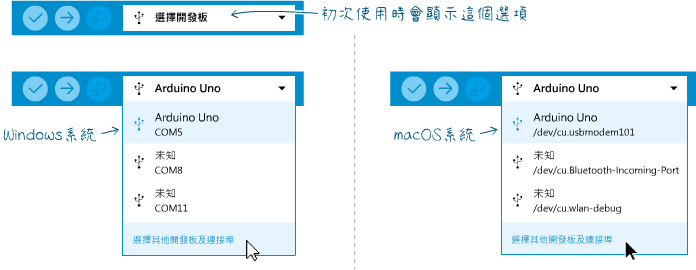 選擇開發板
初次使用時會顯示這個選項
Arduino Uno
Windows系統
Arduino Uno
COM5
未知
COM8
未知
COM11
選擇其他開發板及連接埠
Arduino Uno
macOS系統
Arduino Uno
/dev/cu.usbmodem101
未知
/dev/cu.Bluetooth-Incoming-Port
未知
/dev/cu.wlan-debug
選擇其他開發板及連接埠